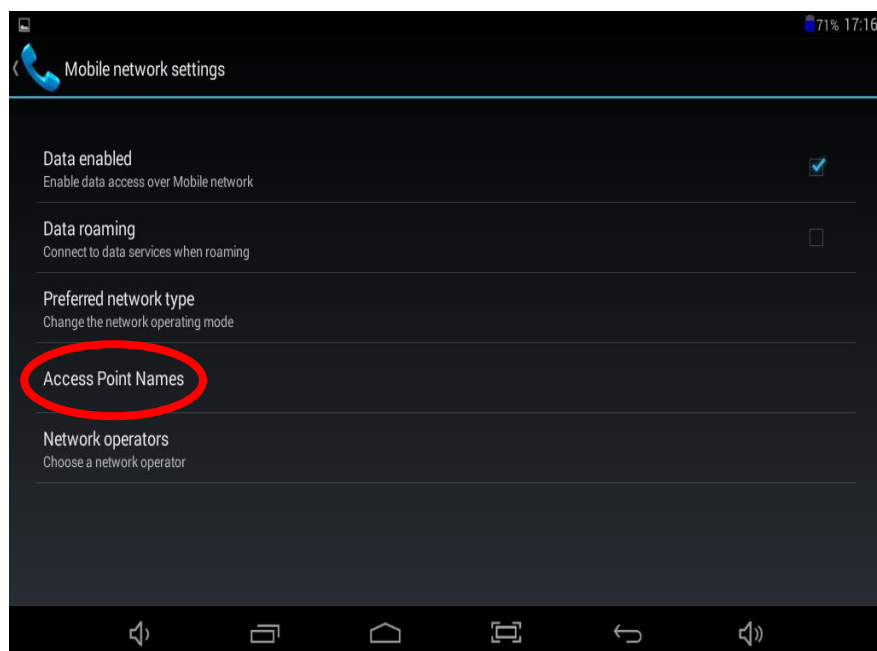 71% 17:16
Mobile network settings
Data enabled
Enable data access over Mobile network
Data roaming
Connect to data services when roaming
Preferred network type
Change the network operating mode
Access Point Names
Network operators
Choose a network operator